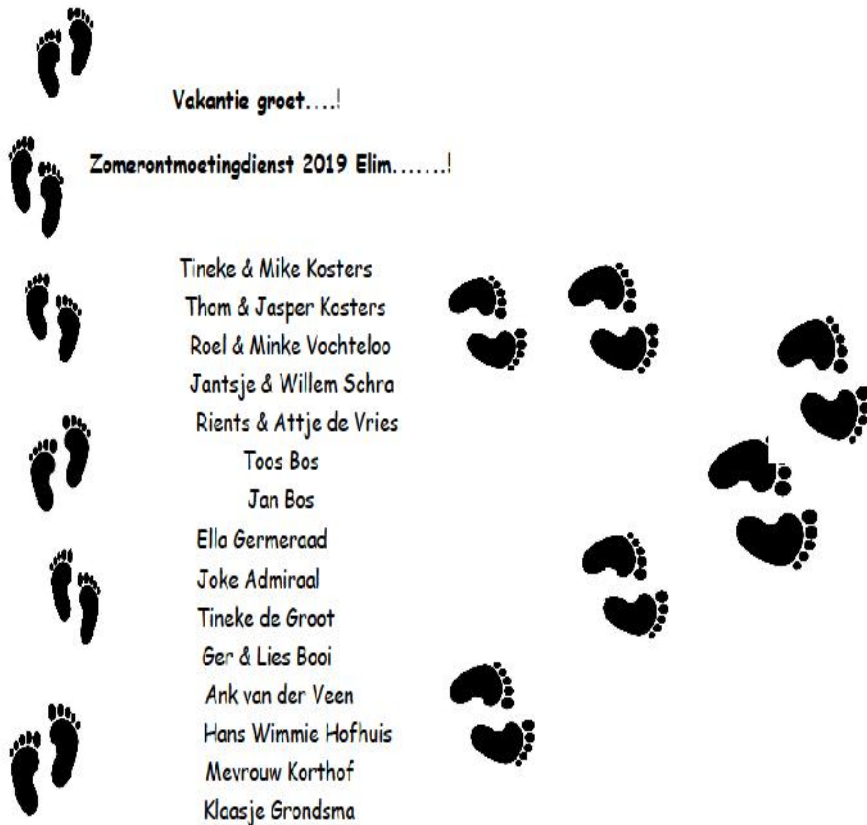 Vakantie groet....!
Zomerontmoetingdienst 2019 Elim.......!
Tineke & Mike Kosters
Thom & Jasper Kosters
Roel & Minke Vochteloo
Jantsje & Willem Schra
Rients & Attje de Vries
Toos Bos
Jan Bos
Ella Germeraad
Joke Admiraal
Tineke de Groot
Ger & Lies Booi
Ank van der Veen
Hans Wimmie Hofhuis
Mevrouw Korthof
Klaasje Grondsma